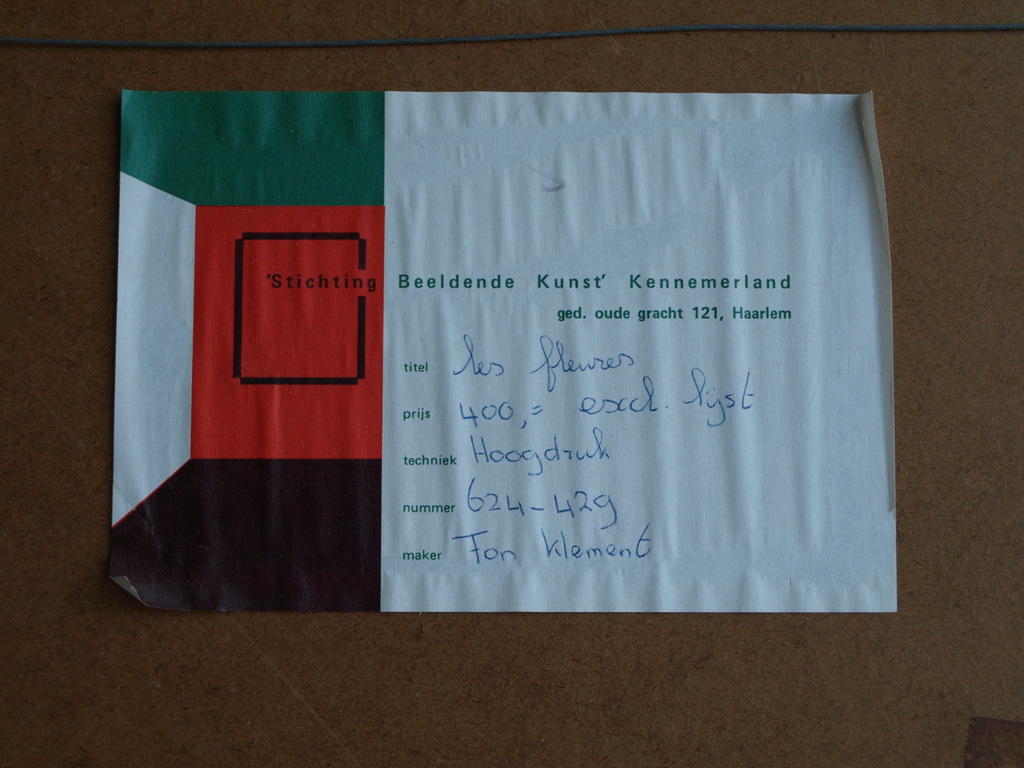 'Stichting Beeldende Kunst' Kennemerland
ged. oude gracht 121, Haarlem
titel les fleures
prijs 400,= excl. lijst
techniek Hoogdruk
nummer 624-429
maker Ton Klement